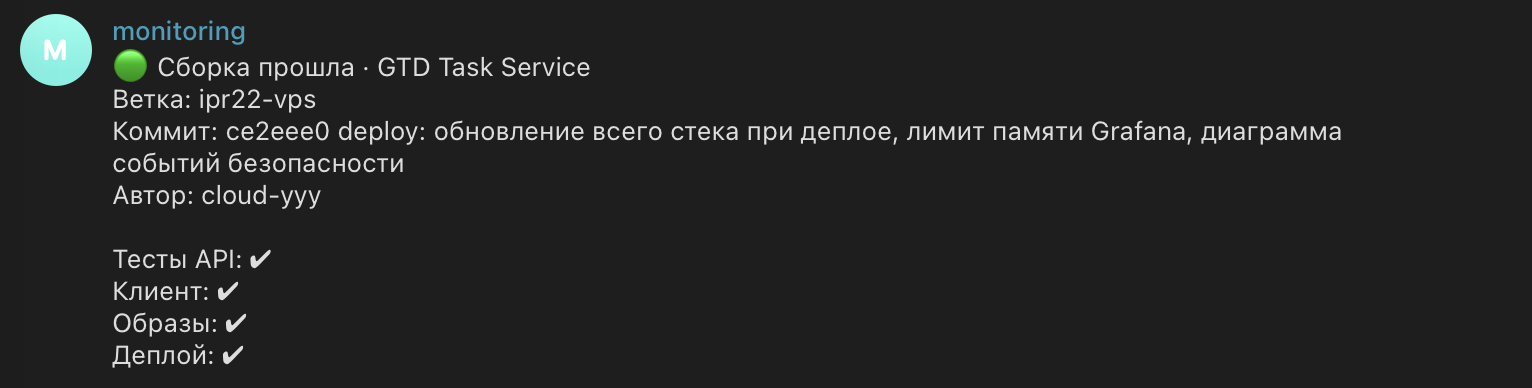 M
monitoring
🟢 Сборка прошла · GTD Task Service
Ветка: ipr22-vps
Коммит: ce2eee0 deploy: обновление всего стека при деплое, лимит памяти Grafana, диаграмма
событий безопасности
Автор: cloud-yyy
Тесты API: ✔
Клиент: ✔
Образы: ✔
Деплой: ✔